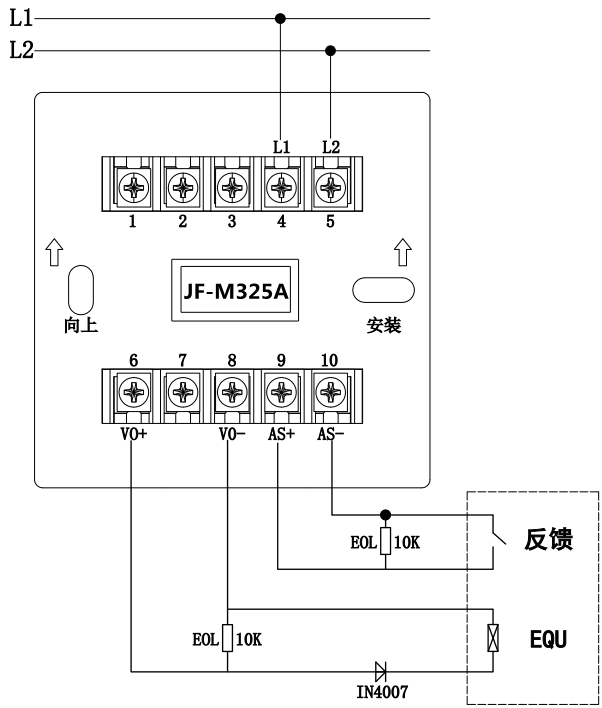 L1
L2
L1 L2
1 2 3 4 5
JF-M325A
向上 安装
6 7 8 9 10
VO+ VO- AS+ AS-
EOL 10K
反馈
EOL 10K
EQU
IN4007